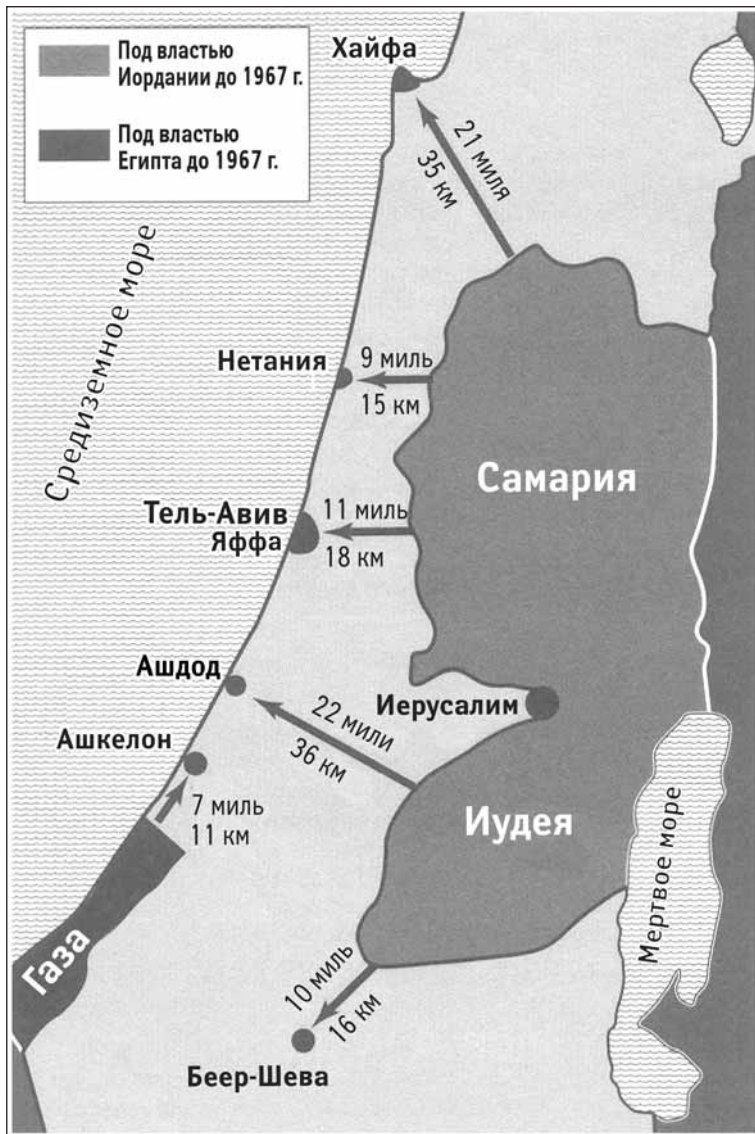 Под властью
Иордании до 1967 г.
Под властью
Египта до 1967 г.
Хайфа
21 миля
35 км
Средиземное море
Нетания
9 миль
15 км
Самария
Тель-Авив
Яффа
11 миль
18 км
Ашдод
22 мили
36 км
Иерусалим
Ашкелон
7 миль
11 км
Иудея
Мертвое море
Газа
10 миль
16 км
Беер-Шева